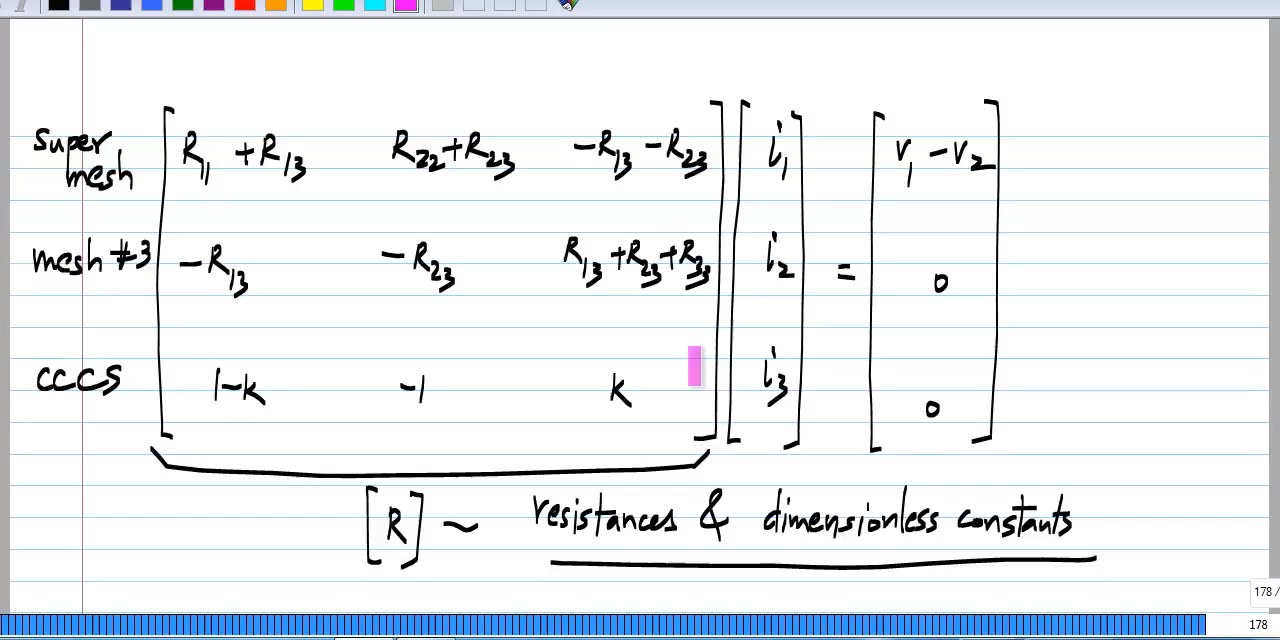 Super mesh R₁₁ + R₁₃ R₂₂ + R₂₃ -R₁₃ - R₂₃ i₁ v₁ - v₂
mesh #3 -R₁₃ -R₂₃ R₁₃ + R₂₃ + R₃₃ i₂ = 0
CCCS 1-k -1 k i₃ 0
[R] ~ resistances & dimensionless constants
178 /
178